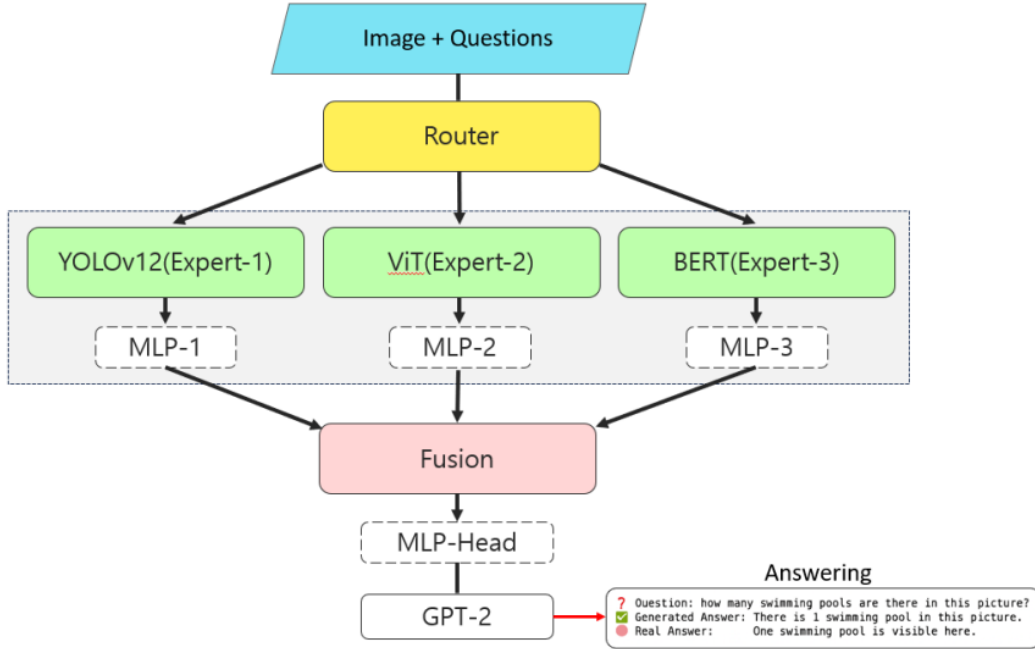 Image + Questions
Router
YOLOv12(Expert-1)
ViT(Expert-2)
BERT(Expert-3)
MLP-1
MLP-2
MLP-3
Fusion
MLP-Head
GPT-2
Answering
❓ Question: how many swimming pools are there in this picture?
✅ Generated Answer: There is 1 swimming pool in this picture.
Real Answer: One swimming pool is visible here.